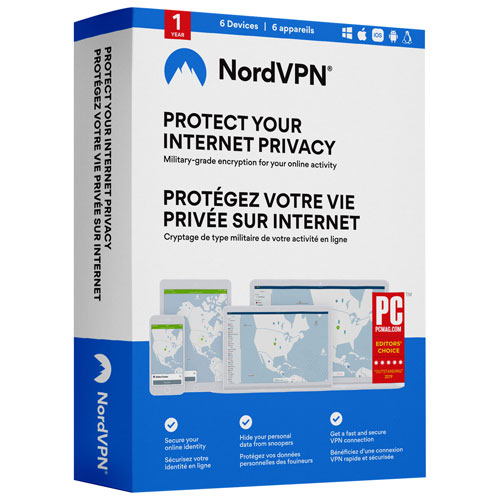 1
YEAR
6 Devices | 6 appareils
iOS
NordVPN®
PROTECT YOUR
INTERNET PRIVACY
Military-grade encryption for your online activity
PROTÉGEZ VOTRE VIE
PRIVÉE SUR INTERNET
Cryptage de type militaire de votre activité en ligne
PROTECT YOUR INTERNET PRIVACY
PROTÉGEZ VOTRE VIE PRIVÉE SUR INTERNET
NordVPN®
PC
TM
PCMAG.COM
EDITORS'
CHOICE
"OUTSTANDING"
2019
Secure your
online identity
Sécurisez votre
identité en ligne
Hide your personal
data from snoopers
Protégez vos données
personnelles des fouineurs
Get a fast and secure
VPN connection
Bénéficiez d'une connexion
VPN rapide et sécurisée